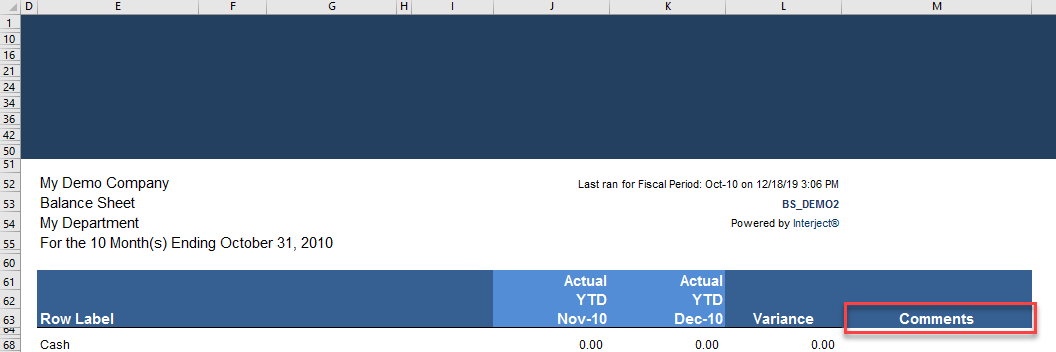 D E F G H I J K L M
1
10
16
21
24
34
36
42
50
51
52 My Demo Company Last ran for Fiscal Period: Oct-10 on 12/18/19 3:06 PM
53 Balance Sheet BS_DEMO2
54 My Department Powered by Interject®
55 For the 10 Month(s) Ending October 31, 2010
60
61 Actual Actual
62 YTD YTD
63 Row Label Nov-10 Dec-10 Variance Comments
64
68 Cash 0.00 0.00 0.00